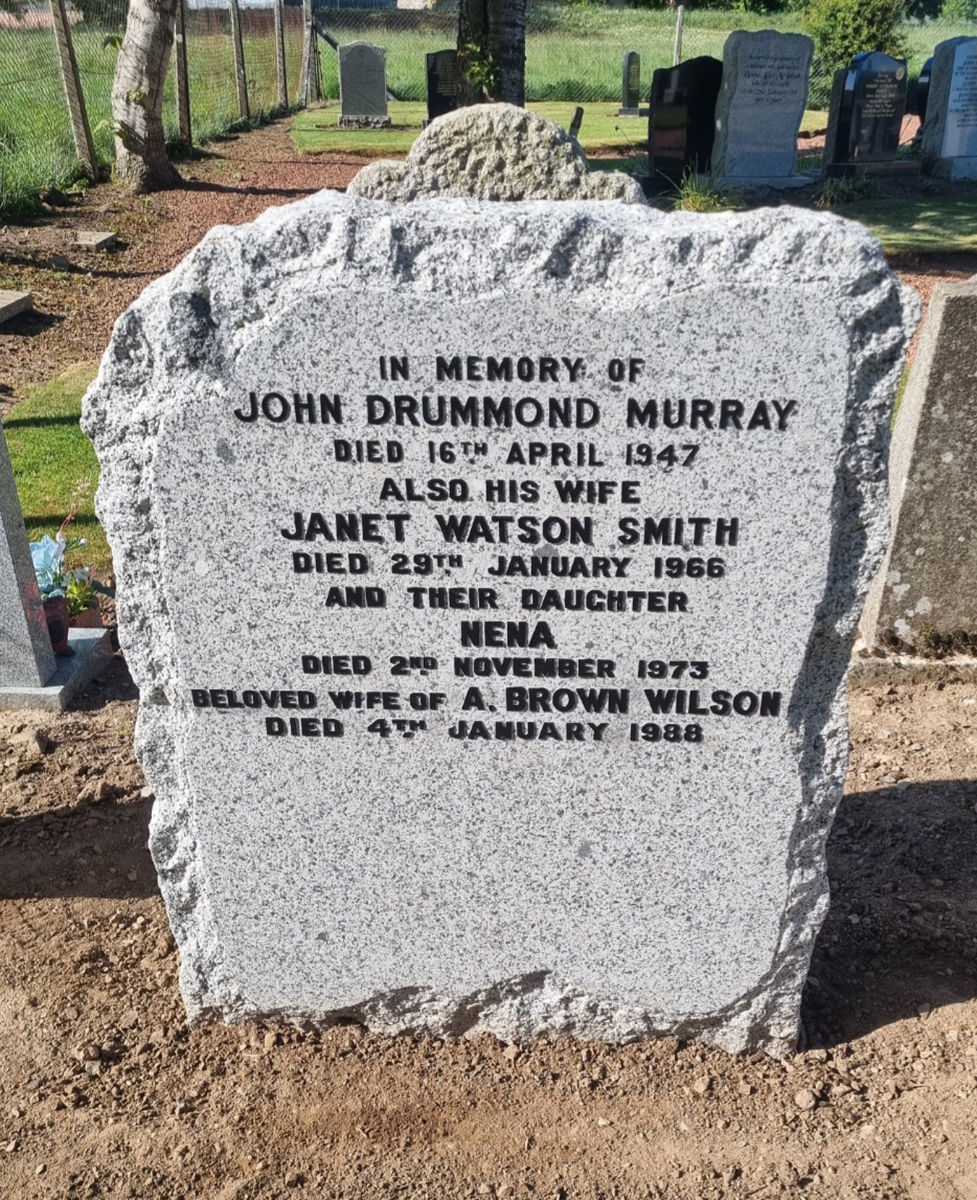 IN MEMORY OF
JOHN DRUMMOND MURRAY
DIED 16TH APRIL 1947
ALSO HIS WIFE
JANET WATSON SMITH
DIED 29TH JANUARY 1966
AND THEIR DAUGHTER
NENA
DIED 2ND NOVEMBER 1973
BELOVED WIFE OF A. BROWN WILSON
DIED 4TH JANUARY 1988